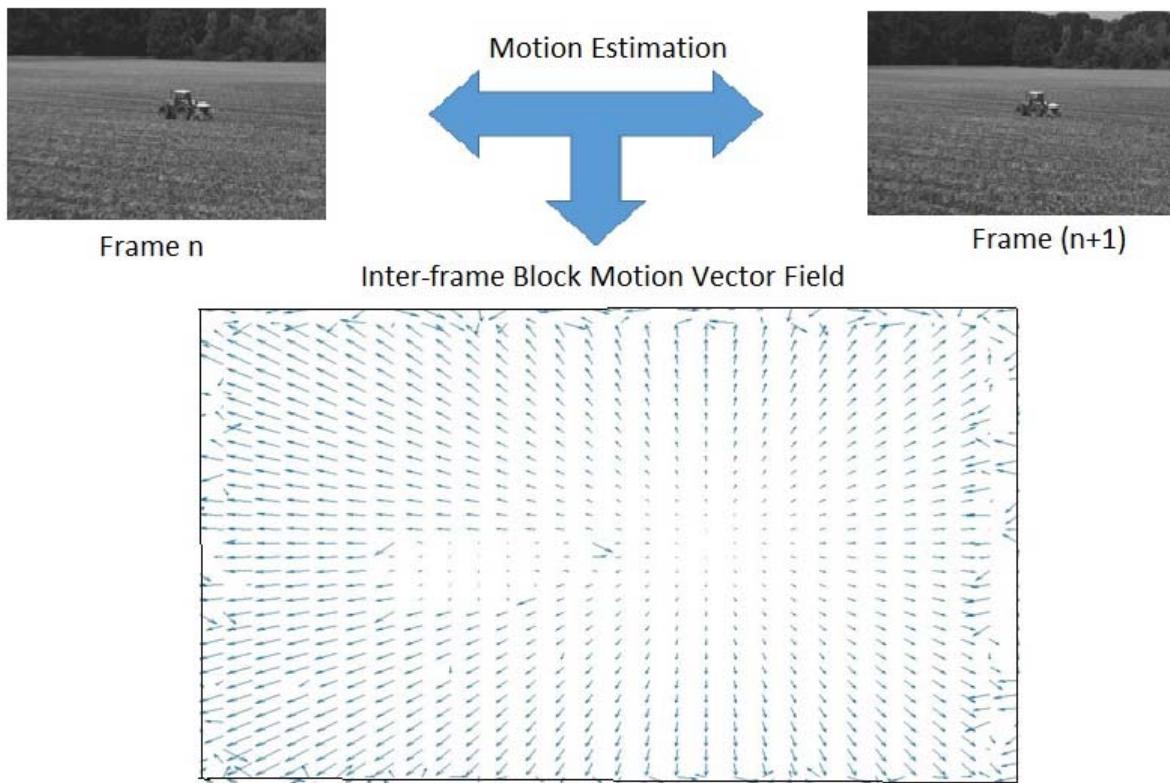 Motion Estimation
Frame n
Frame (n+1)
Inter-frame Block Motion Vector Field